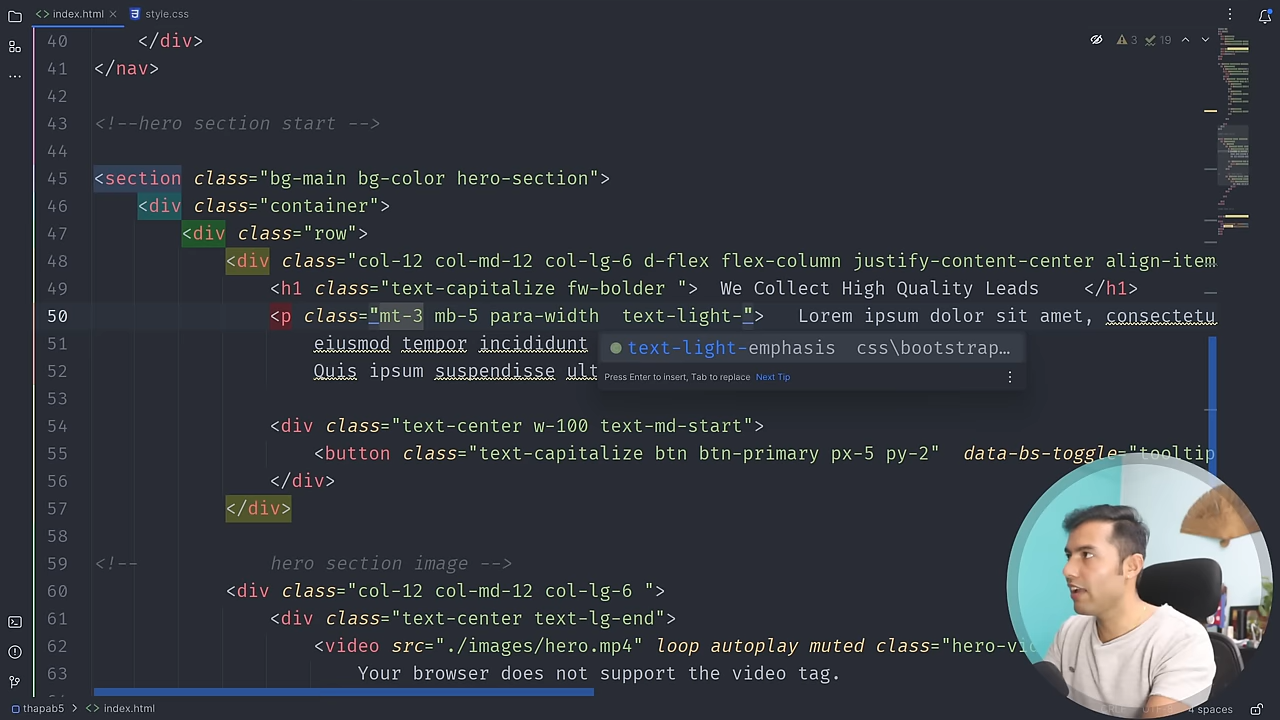 index.html
style.css
40 </div>
3 19
41 </nav>
42
43 <!--hero section start -->
44
45 <section class="bg-main bg-color hero-section">
46 <div class="container">
47 <div class="row">
48 <div class="col-12 col-md-12 col-lg-6 d-flex flex-column justify-content-center align-item
49 <h1 class="text-capitalize fw-bolder "> We Collect High Quality Leads </h1>
50 <p class="mt-3 mb-5 para-width text-light-"> Lorem ipsum dolor sit amet, consectetu
51 eiusmod tempor incididunt
text-light-emphasis css\bootstrap…
52 Quis ipsum suspendisse ult
Press Enter to insert, Tab to replace Next Tip
53
54 <div class="text-center w-100 text-md-start">
55 <button class="text-capitalize btn btn-primary px-5 py-2" data-bs-toggle="tooltip
56 </div>
57 </div>
58
59 <!-- hero section image -->
60 <div class="col-12 col-md-12 col-lg-6 ">
61 <div class="text-center text-lg-end">
62 <video src="./images/hero.mp4" loop autoplay muted class="hero-vi
63 Your browser does not support the video tag.
thapab5 > index.html
4 spaces